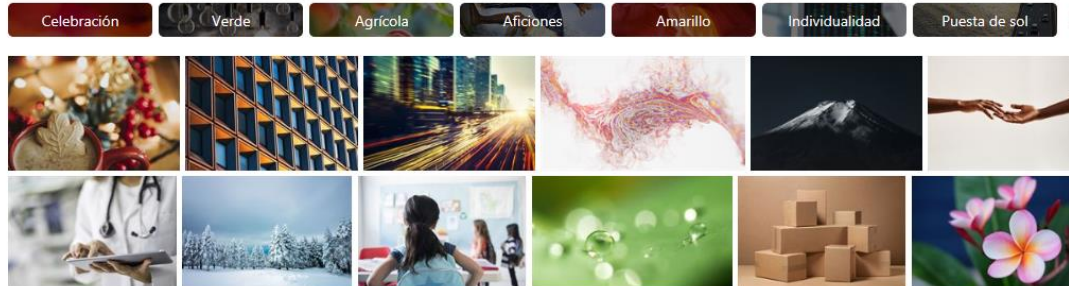 Celebración
Verde
Agrícola
Aficiones
Amarillo
Individualidad
Puesta de sol